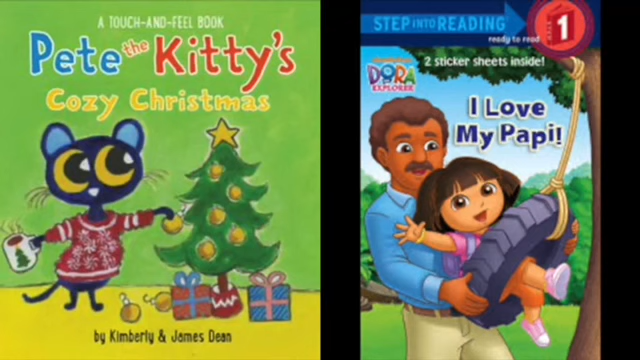 A TOUCH-AND-FEEL BOOK
Pete the Kitty's
Cozy Christmas
by Kimberly & James Dean
STEP INTO READING
ready to read
1
2 sticker sheets inside!
DORA
EXPLORER
I Love
My Papi!